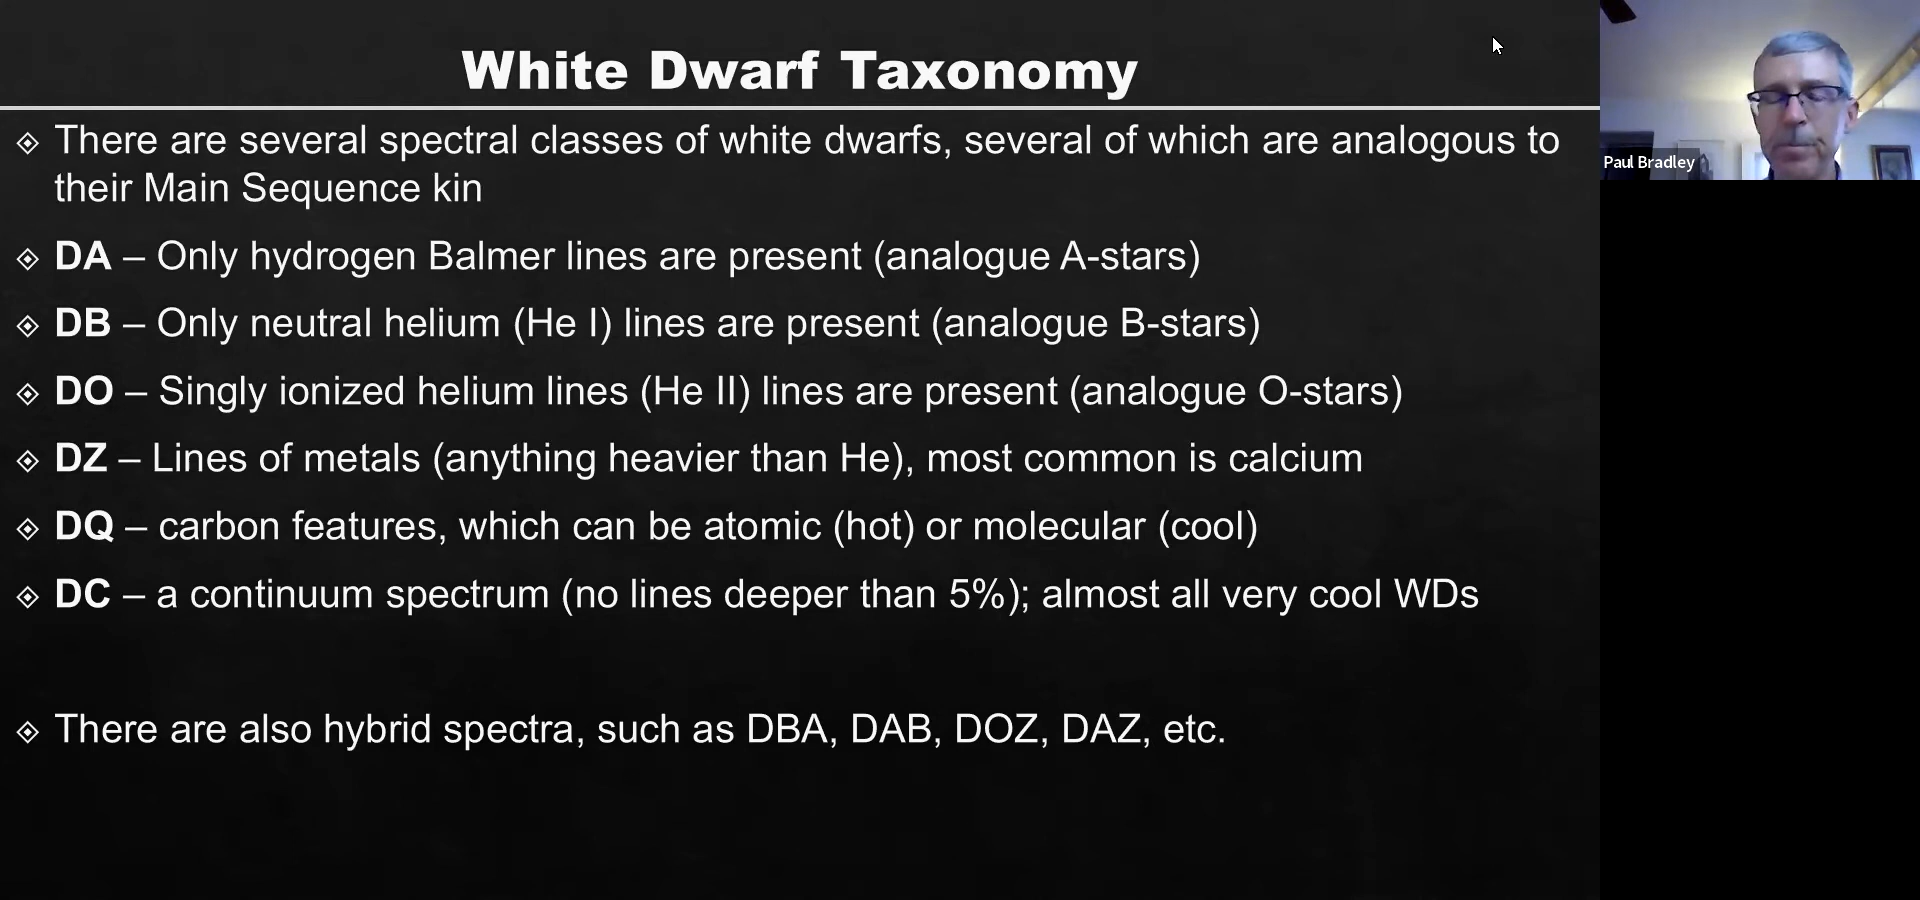 White Dwarf Taxonomy
There are several spectral classes of white dwarfs, several of which are analogous to
their Main Sequence kin
DA – Only hydrogen Balmer lines are present (analogue A-stars)
DB – Only neutral helium (He I) lines are present (analogue B-stars)
DO – Singly ionized helium lines (He II) lines are present (analogue O-stars)
DZ – Lines of metals (anything heavier than He), most common is calcium
DQ – carbon features, which can be atomic (hot) or molecular (cool)
DC – a continuum spectrum (no lines deeper than 5%); almost all very cool WDs
There are also hybrid spectra, such as DBA, DAB, DOZ, DAZ, etc.
Paul Bradley